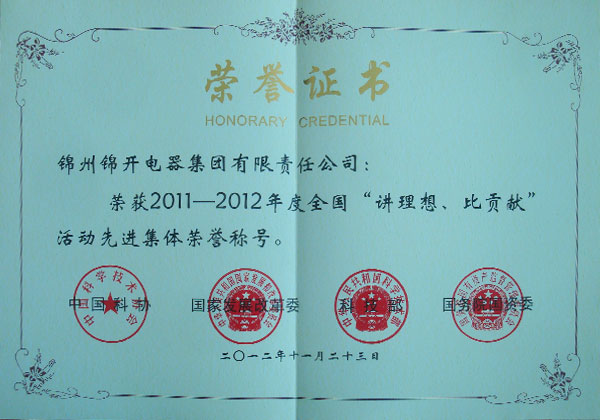 荣誉证书
HONORARY CREDENTIAL
锦州锦开电器集团有限责任公司：
荣获2011—2012年度全国“讲理想、比贡献”
活动先进集体荣誉称号。
中国科协 国家发展改革委 科技部 国务院国资委
二〇一二年十一月二十三日